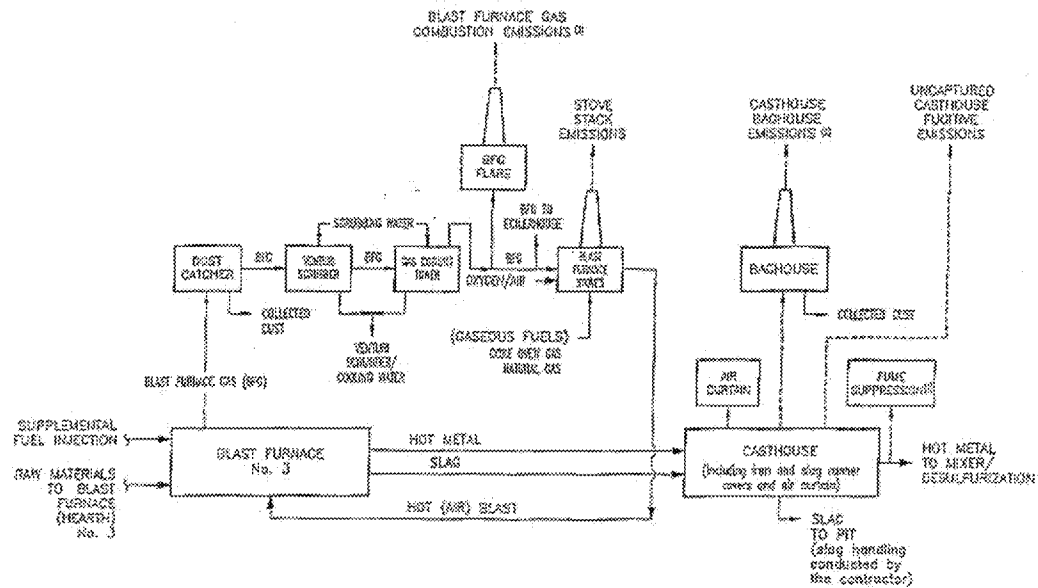 BLAST FURNACE GAS
COMBUSTION EMISSIONS
STOVE
STACK
EMISSIONS
CASTHOUSE
BAGHOUSE
EMISSIONS
UNCAPTURED
CASTHOUSE
FUGITIVE
EMISSIONS
BFG
FLARE
SCRUBBING WATER
BFG TO
BOILERHOUSE
DUST
CATCHER
BFG
VENTURI
SCRUBBER
BFG
GAS COOLING
TOWER
BFG
OXYGEN/AIR
BLAST
FURNACE
STOVES
BAGHOUSE
COLLECTED
DUST
COLLECTED DUST
VENTURI
SCRUBBER/
COOLING WATER
(GASEOUS FUELS)
COKE OVEN GAS
NATURAL GAS
BLAST FURNACE GAS (BFG)
AIR
CURTAIN
FUME
SUPPRESSION
SUPPLEMENTAL
FUEL INJECTION
BLAST FURNACE
No. 3
HOT METAL
SLAG
CASTHOUSE
(Including iron and slag runner
covers and air curtain)
HOT METAL
TO MIXER/
DESULFURIZATION
RAW MATERIALS
TO BLAST
FURNACE
(HEARTH)
No. 3
HOT (AIR) BLAST
SLAG
TO PIT
(slag handling
conducted by
the contractor)